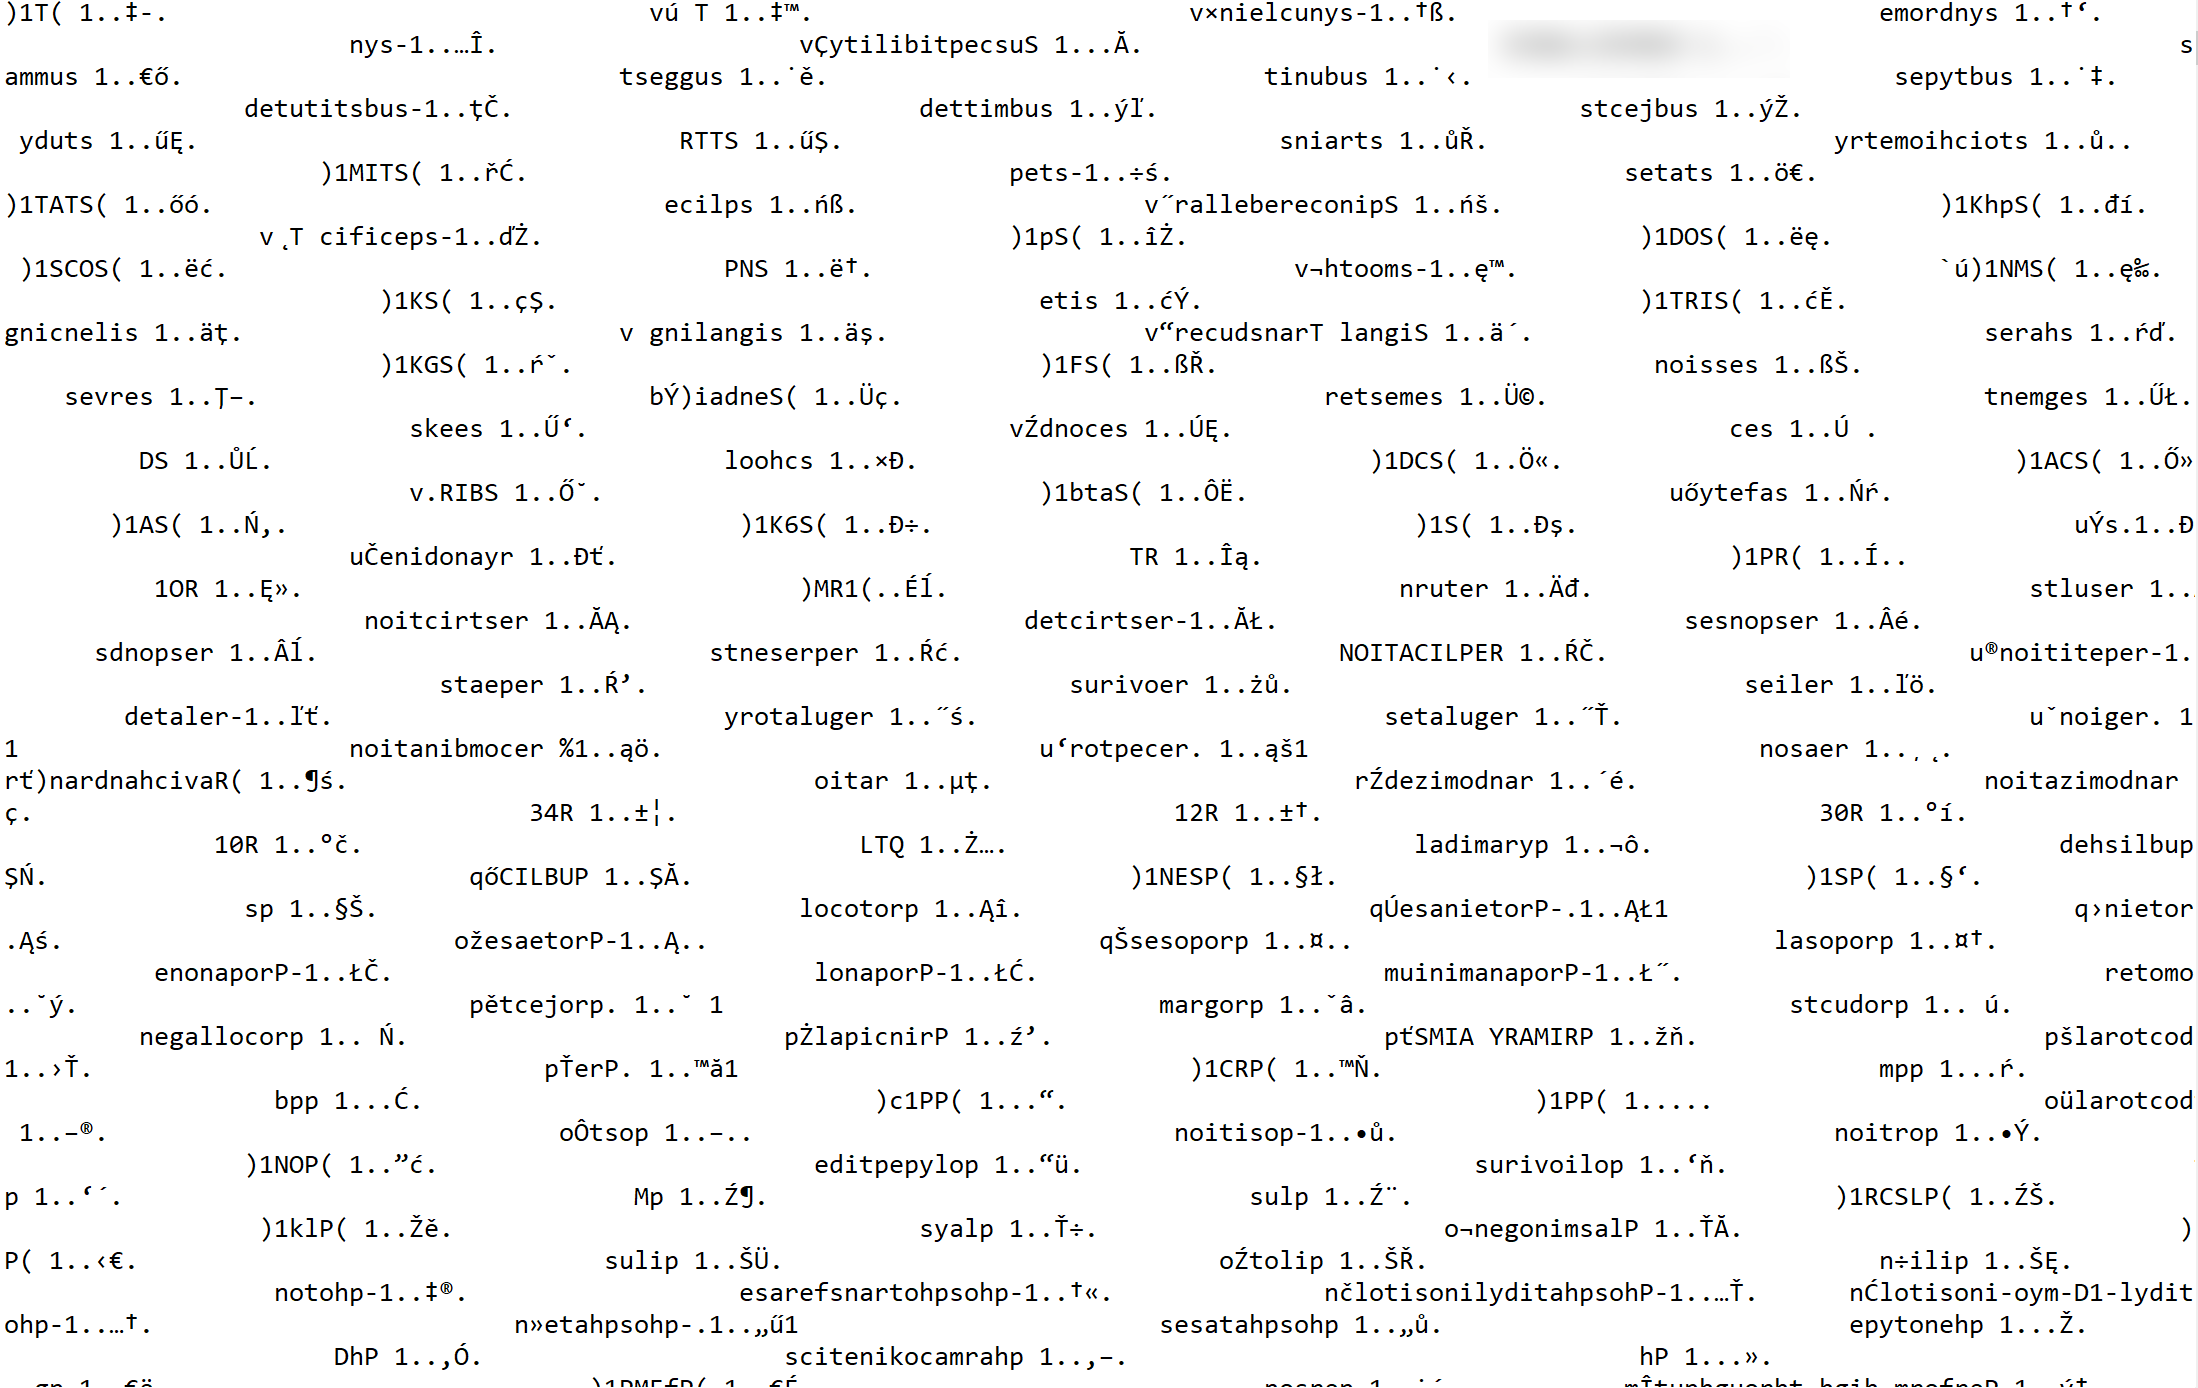 )1T( 1..‡-. vú T 1..‡™. v×nielcunys-1..†ß. emordnys 1..†‘.
nys-1..…Î. vÇytilibitpecsuS 1...Ă. s
ammus 1..€ő. tseggus 1..˙ě. tinubus 1..˙‹. sepytbus 1..˙‡.
detutitsbus-1..ţČ. dettimbus 1..ýľ. stcejbus 1..ýŽ.
yduts 1..űĘ. RTTS 1..űŞ. sniarts 1..ůŘ. yrtemoihciots 1..ů..
)1MITS( 1..řĆ. pets-1..÷ś. setats 1..ö€.
)1TATS( 1..őó. ecilps 1..ńß. v˝rallebereconipS 1..ńš. )1KhpS( 1..đí.
v˛T cificeps-1..ďŻ. )1pS( 1..îŻ. )1DOS( 1..ëę.
)1SCOS( 1..ëć. PNS 1..ë†. v¬htooms-1..ę™. `ú)1NMS( 1..ę‰.
)1KS( 1..çŞ. etis 1..ćÝ. )1TRIS( 1..ćĚ.
gnicnelis 1..äţ. v gnilangis 1..äş. v“recudsnarT langiS 1..ä´. serahs 1..ŕď.
)1KGS( 1..ŕˇ. )1FS( 1..ßŘ. noisses 1..ßŠ.
sevres 1..Ţ–. bÝ)iadneS( 1..Üç. retsemes 1..Ü©. tnemges 1..ŰŁ.
skees 1..Ű‘. vŹdnoces 1..ÚĘ. ces 1..Ú .
DS 1..ŮĹ. loohcs 1..×Đ. )1DCS( 1..Ö«. )1ACS( 1..Ő»
v.RIBS 1..Ő˘. )1btaS( 1..ÔË. uőytefas 1..Ńŕ.
)1AS( 1..Ń‚. )1K6S( 1..Đ÷. )1S( 1..Đş. uÝs.1..Đ
uČenidonayr 1..Đť. TR 1..Îą. )1PR( 1..Í..
1OR 1..Ę». )MR1(..Éĺ. nruter 1..Äđ. stluser 1..
noitcirtser 1..ĂĄ. detcirtser-1..ĂŁ. sesnopser 1..Âé.
sdnopser 1..Âĺ. stneserper 1..Ŕć. NOITACILPER 1..ŔČ. u®noititeper-1.
staeper 1..Ŕ’. surivoer 1..żů. seiler 1..ľö.
detaler-1..ľť. yrotaluger 1..˝ś. setaluger 1..˝Ť. uˇnoiger. 1
1 noitanibmocer %1..ąö. u‘rotpecer. 1..ąš1 nosaer 1..¸˛.
rť)nardnahcivaR( 1..¶ś. oitar 1..µţ. rŹdezimodnar 1..´é. noitazimodnar
ç. 34R 1..±¦. 12R 1..±†. 30R 1..°í.
10R 1..°č. LTQ 1..Ż…. ladimaryp 1..¬ô. dehsilbup
ŞŃ. qőCILBUP 1..ŞĂ. )1NESP( 1..§ł. )1SP( 1..§‘.
sp 1..§Š. locotorp 1..Ąî. qÚesanietorP-.1..ĄŁ1 q›nietor
.Ąś. ožesaetorP-1..Ą.. qŠsesoporp 1..¤.. lasoporp 1..¤†.
enonaporP-1..ŁČ. lonaporP-1..ŁĆ. muinimanaporP-1..Ł˝. retomo
..˘ý. pětcejorp. 1..˘ 1 margorp 1..ˇâ. stcudorp 1.. ú.
negallocorp 1.. Ń. pŻlapicnirP 1..ź’. pťSMIA YRAMIRP 1..žň. pšlarotcod
1..›Ť. pŤerP. 1..™ă1 )1CRP( 1..™Ň. mpp 1...ŕ.
bpp 1...Ć. )c1PP( 1...“. )1PP( 1..... oülarotcod
1..–®. oÔtsop 1..–.. noitisop-1..•ů. noitrop 1..•Ý.
)1NOP( 1..”ć. editpepylop 1..“ü. surivoilop 1..‘ň.
p 1..‘´. Mp 1..Ź¶. sulp 1..Ź¨. )1RCSLP( 1..ŹŠ.
)1klP( 1..Žě. syalp 1..Ť÷. o¬negonimsalP 1..ŤĂ. )
P( 1..‹€. sulip 1..ŠÜ. oŹtolip 1..ŠŘ. n÷ilip 1..ŠĘ.
notohp-1..‡®. esarefsnartohpsohp-1..†«. nčlotisonilyditahpsohP-1..…Ť. nĆlotisoni-oym-D1-lydit
ohp-1..…†. n»etahpsohp-.1..„ű1 sesatahpsohp 1..„ů. epytonehp 1...Ž.
DhP 1..‚Ó. scitenikocamrahp 1..‚–. hP 1...».